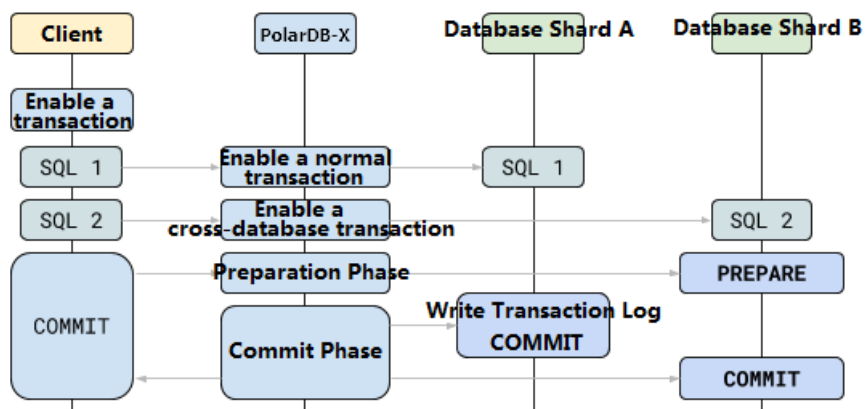 Client
PolarDB-X
Database Shard A
Database Shard B
Enable a
transaction
SQL 1
Enable a normal
transaction
SQL 1
SQL 2
Enable a
cross-database transaction
SQL 2
Preparation Phase
PREPARE
COMMIT
Write Transaction Log
COMMIT
Commit Phase
COMMIT